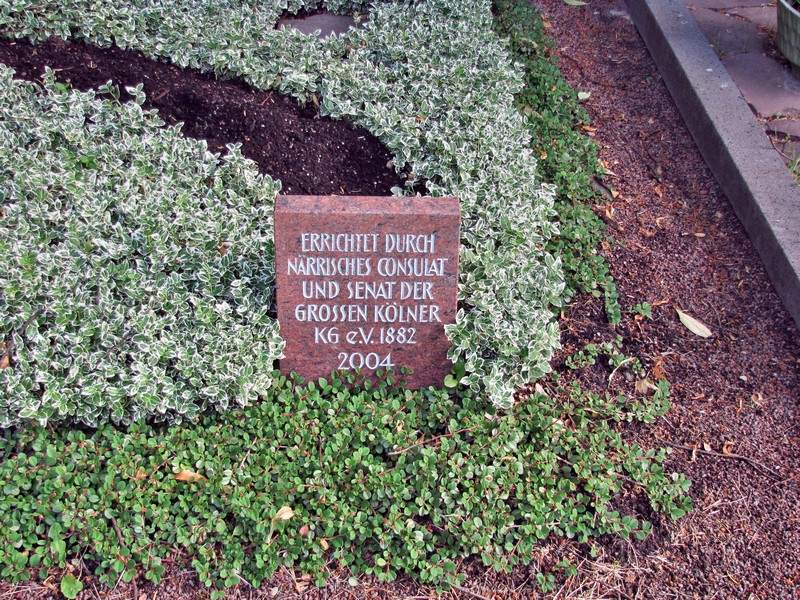 ERRICHTET DURCH
NÄRRISCHES CONSULAT
UND SENAT DER
GROSSEN KÖLNER
KG e.V. 1882
2004